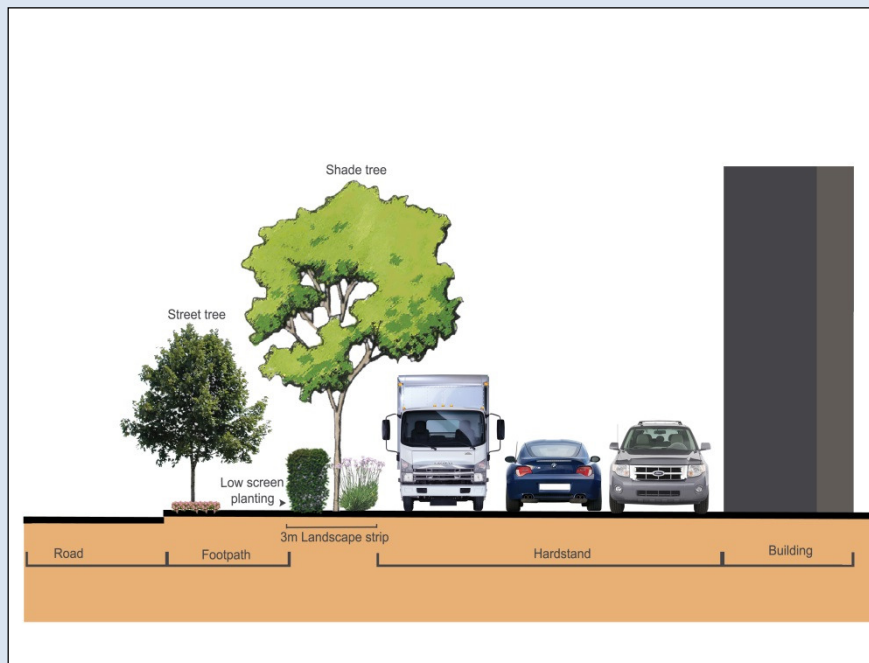 Shade tree
Street tree
Low screen
planting
3m Landscape strip
Road
Footpath
Hardstand
Building